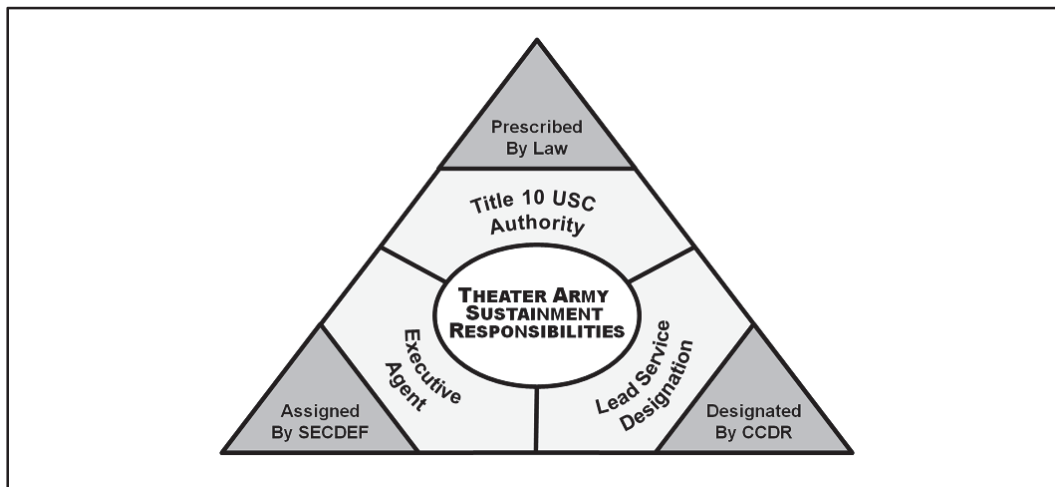 Prescribed
By Law
Title 10 USC
Authority
THEATER ARMY
SUSTAINMENT
RESPONSIBILITIES
Executive
Agent
Lead Service
Designation
Assigned
By SECDEF
Designated
By CCDR